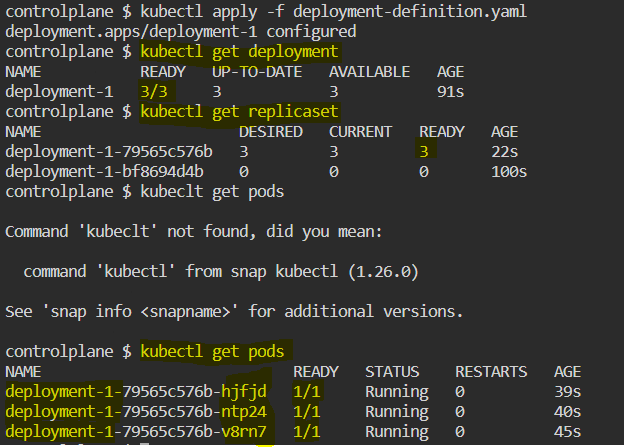 controlplane $ kubectl apply -f deployment-definition.yaml
deployment.apps/deployment-1 configured
controlplane $ kubectl get deployment
NAME READY UP-TO-DATE AVAILABLE AGE
deployment-1 3/3 3 3 91s
controlplane $ kubectl get replicaset
NAME DESIRED CURRENT READY AGE
deployment-1-79565c576b 3 3 3 22s
deployment-1-bf8694d4b 0 0 0 100s
controlplane $ kubeclt get pods
Command 'kubeclt' not found, did you mean:
command 'kubectl' from snap kubectl (1.26.0)
See 'snap info <snapname>' for additional versions.
controlplane $ kubectl get pods
NAME READY STATUS RESTARTS AGE
deployment-1-79565c576b-hjfjd 1/1 Running 0 39s
deployment-1-79565c576b-ntp24 1/1 Running 0 40s
deployment-1-79565c576b-v8rn7 1/1 Running 0 45s